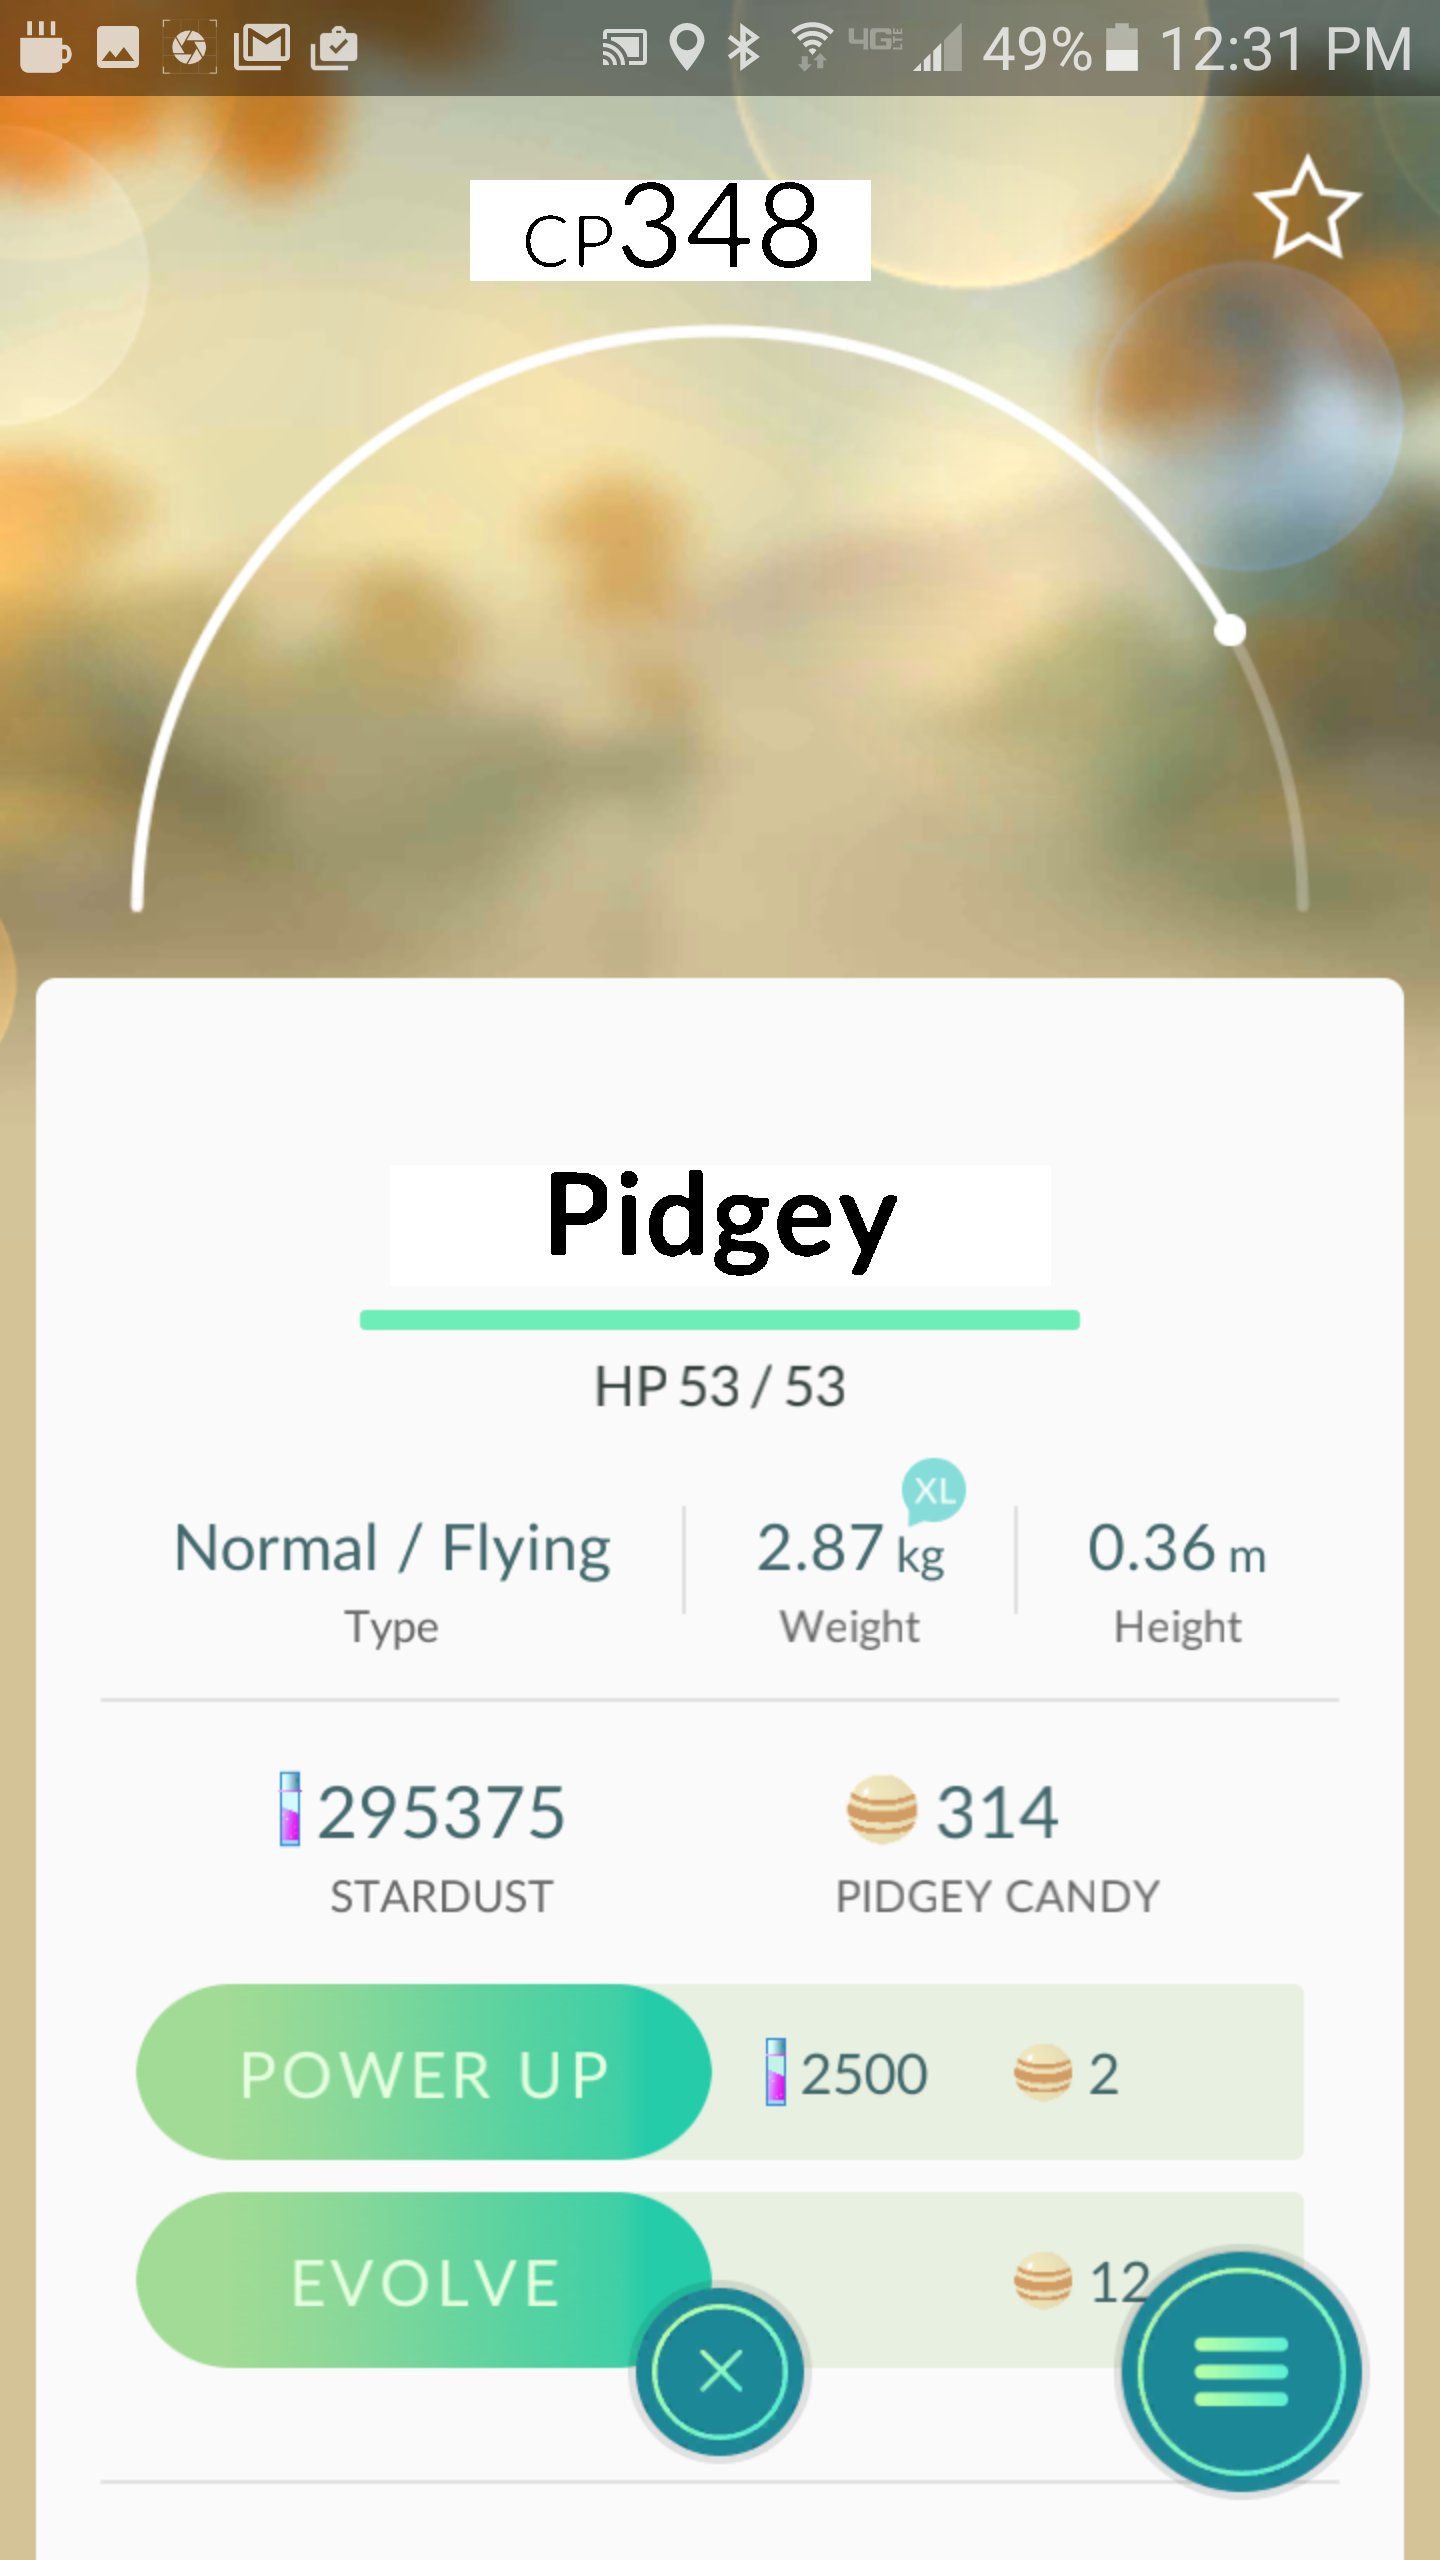 4G LTE 49% 12:31 PM
CP348
Pidgey
HP 53 / 53
XL
Normal / Flying 2.87 kg 0.36 m
Type Weight Height
295375 314
STARDUST PIDGEY CANDY
POWER UP 2500 2
EVOLVE 12